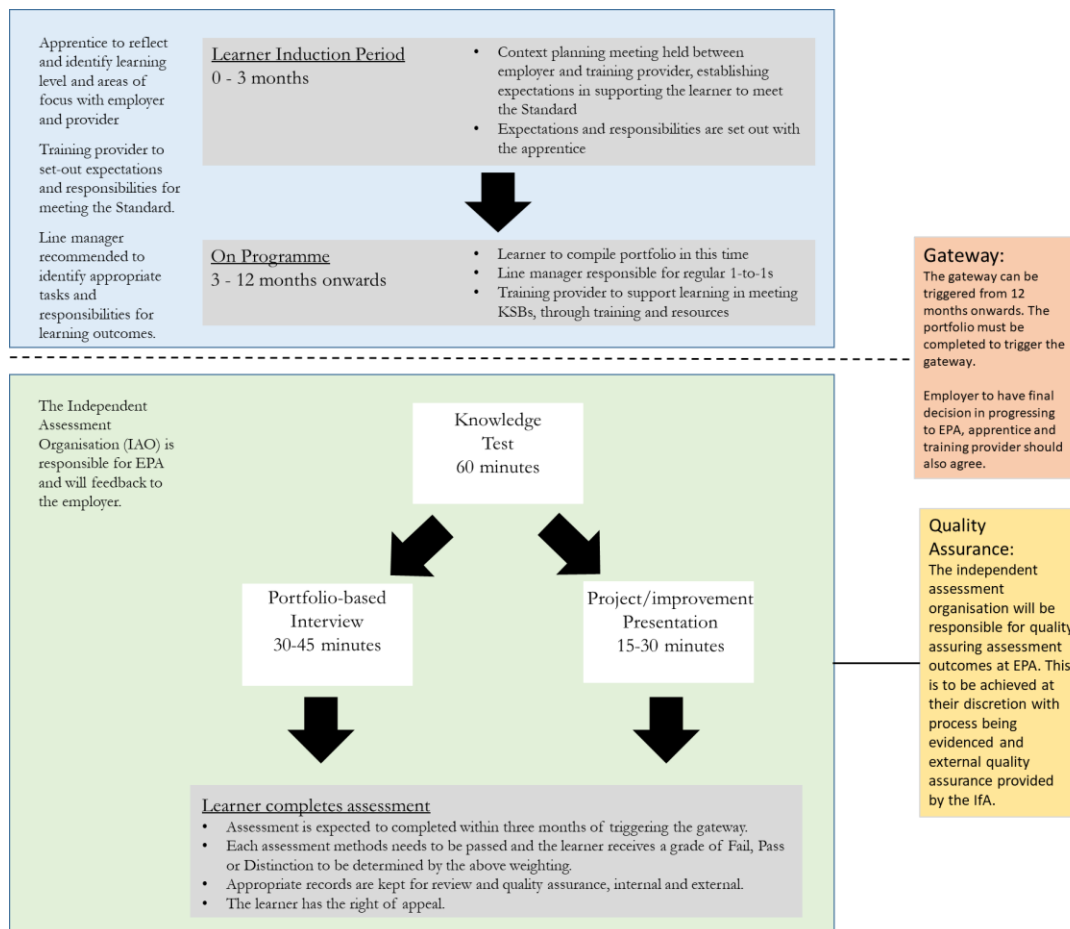 Apprentice to reflect
and identify learning
level and areas of
focus with employer
and provider
Training provider to
set-out expectations
and responsibilities for
meeting the Standard.
Line manager
recommended to
identify appropriate
tasks and
responsibilities for
learning outcomes.
Learner Induction Period
0 - 3 months
• Context planning meeting held between
employer and training provider, establishing
expectations in supporting the learner to meet
the Standard
• Expectations and responsibilities are set out with
the apprentice
On Programme
3 - 12 months onwards
• Learner to compile portfolio in this time
• Line manager responsible for regular 1-to-1s
• Training provider to support learning in meeting
KSBs, through training and resources
Gateway:
The gateway can be
triggered from 12
months onwards. The
portfolio must be
completed to trigger the
gateway.
Employer to have final
decision in progressing
to EPA, apprentice and
training provider should
also agree.
The Independent
Assessment
Organisation (IAO) is
responsible for EPA
and will feedback to
the employer.
Knowledge
Test
60 minutes
Portfolio-based
Interview
30-45 minutes
Project/improvement
Presentation
15-30 minutes
Quality
Assurance:
The independent
assessment
organisation will be
responsible for quality
assuring assessment
outcomes at EPA. This
is to be achieved at
their discretion with
process being
evidenced and
external quality
assurance provided
by the IfA.
Learner completes assessment
• Assessment is expected to completed within three months of triggering the gateway.
• Each assessment methods needs to be passed and the learner receives a grade of Fail, Pass
or Distinction to be determined by the above weighting.
• Appropriate records are kept for review and quality assurance, internal and external.
• The learner has the right of appeal.